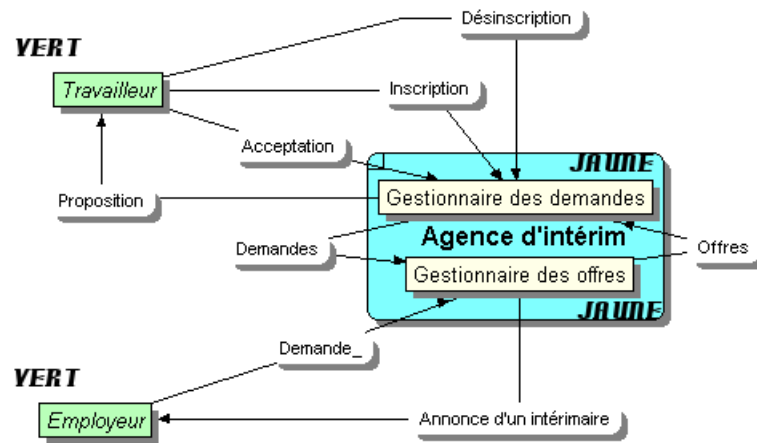 Désinscription
VERT
Travailleur
Inscription
Acceptation
JAUNE
Gestionnaire des demandes
Proposition
Agence d'intérim
Demandes
Offres
Gestionnaire des offres
JAUNE
Demande_
VERT
Employeur
Annonce d'un intérimaire